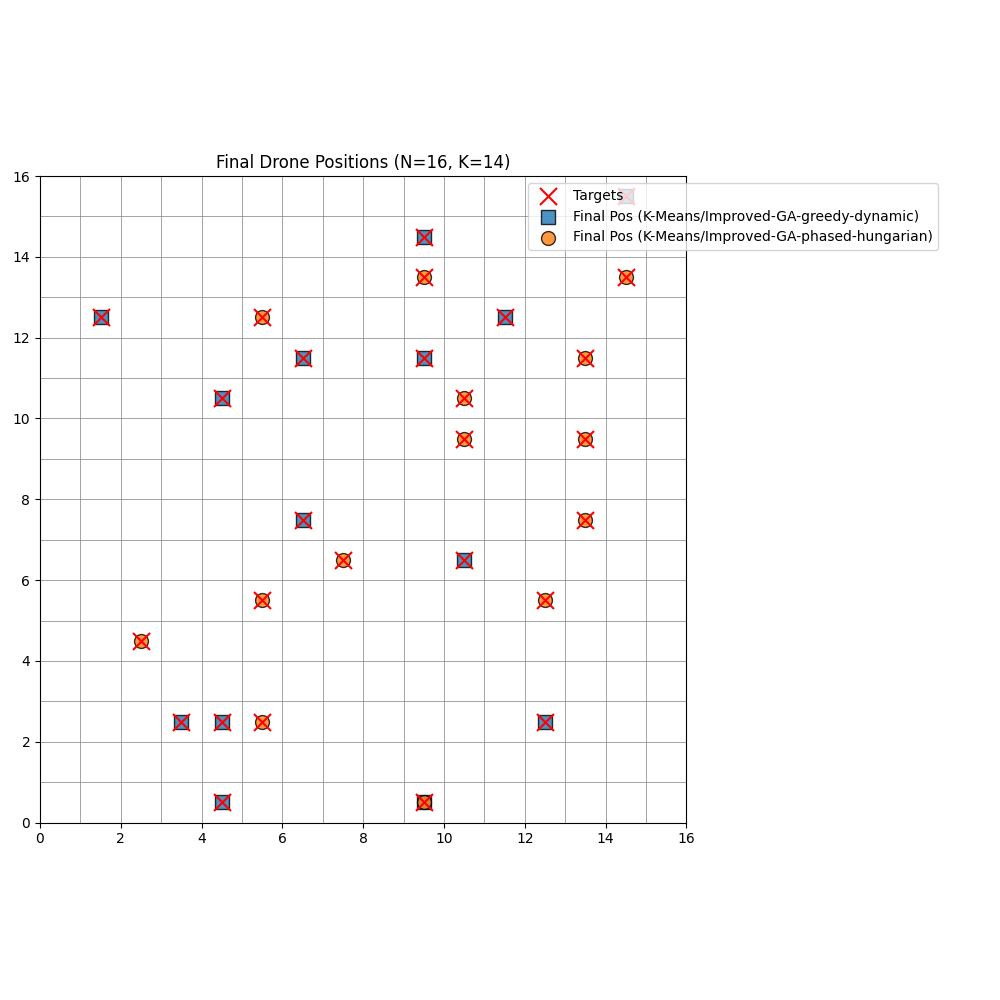 Final Drone Positions (N=16, K=14)
Targets
Final Pos (K-Means/Improved-GA-greedy-dynamic)
Final Pos (K-Means/Improved-GA-phased-hungarian)
16
14
12
10
8
6
4
2
0
0 2 4 6 8 10 12 14 16